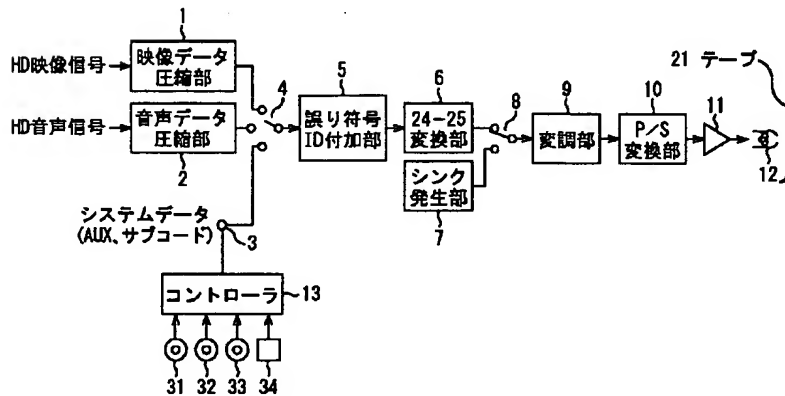 1
HD映像信号
映像データ
圧縮部
HD音声信号
音声データ
圧縮部
2
4
5
誤り符号
ID付加部
6
24-25
変換部
シンク
発生部
7
8
9
変調部
10
P/S
変換部
11
21 テープ
12
システムデータ
(AUX、サブコード)
3
コントローラ
13
31
32
33
34